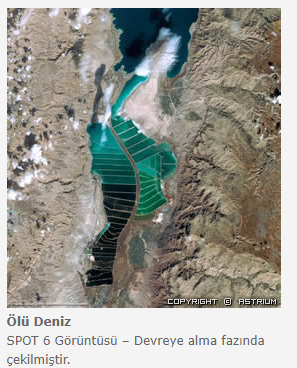 COPYRIGHT @ ASTRIUM
Ölü Deniz
SPOT 6 Görüntüsü – Devreye alma fazında
çekilmiştir.